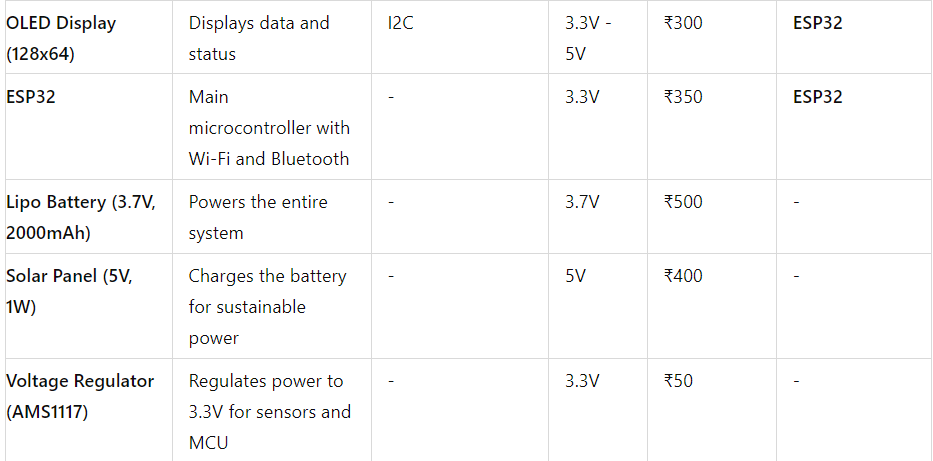 OLED Display Displays data and I2C 3.3V - ₹300 ESP32
(128x64) status 5V
ESP32 Main - 3.3V ₹350 ESP32
microcontroller with
Wi-Fi and Bluetooth
Lipo Battery (3.7V, Powers the entire - 3.7V ₹500 -
2000mAh) system
Solar Panel (5V, Charges the battery - 5V ₹400 -
1W) for sustainable
power
Voltage Regulator Regulates power to - 3.3V ₹50 -
(AMS1117) 3.3V for sensors and
MCU